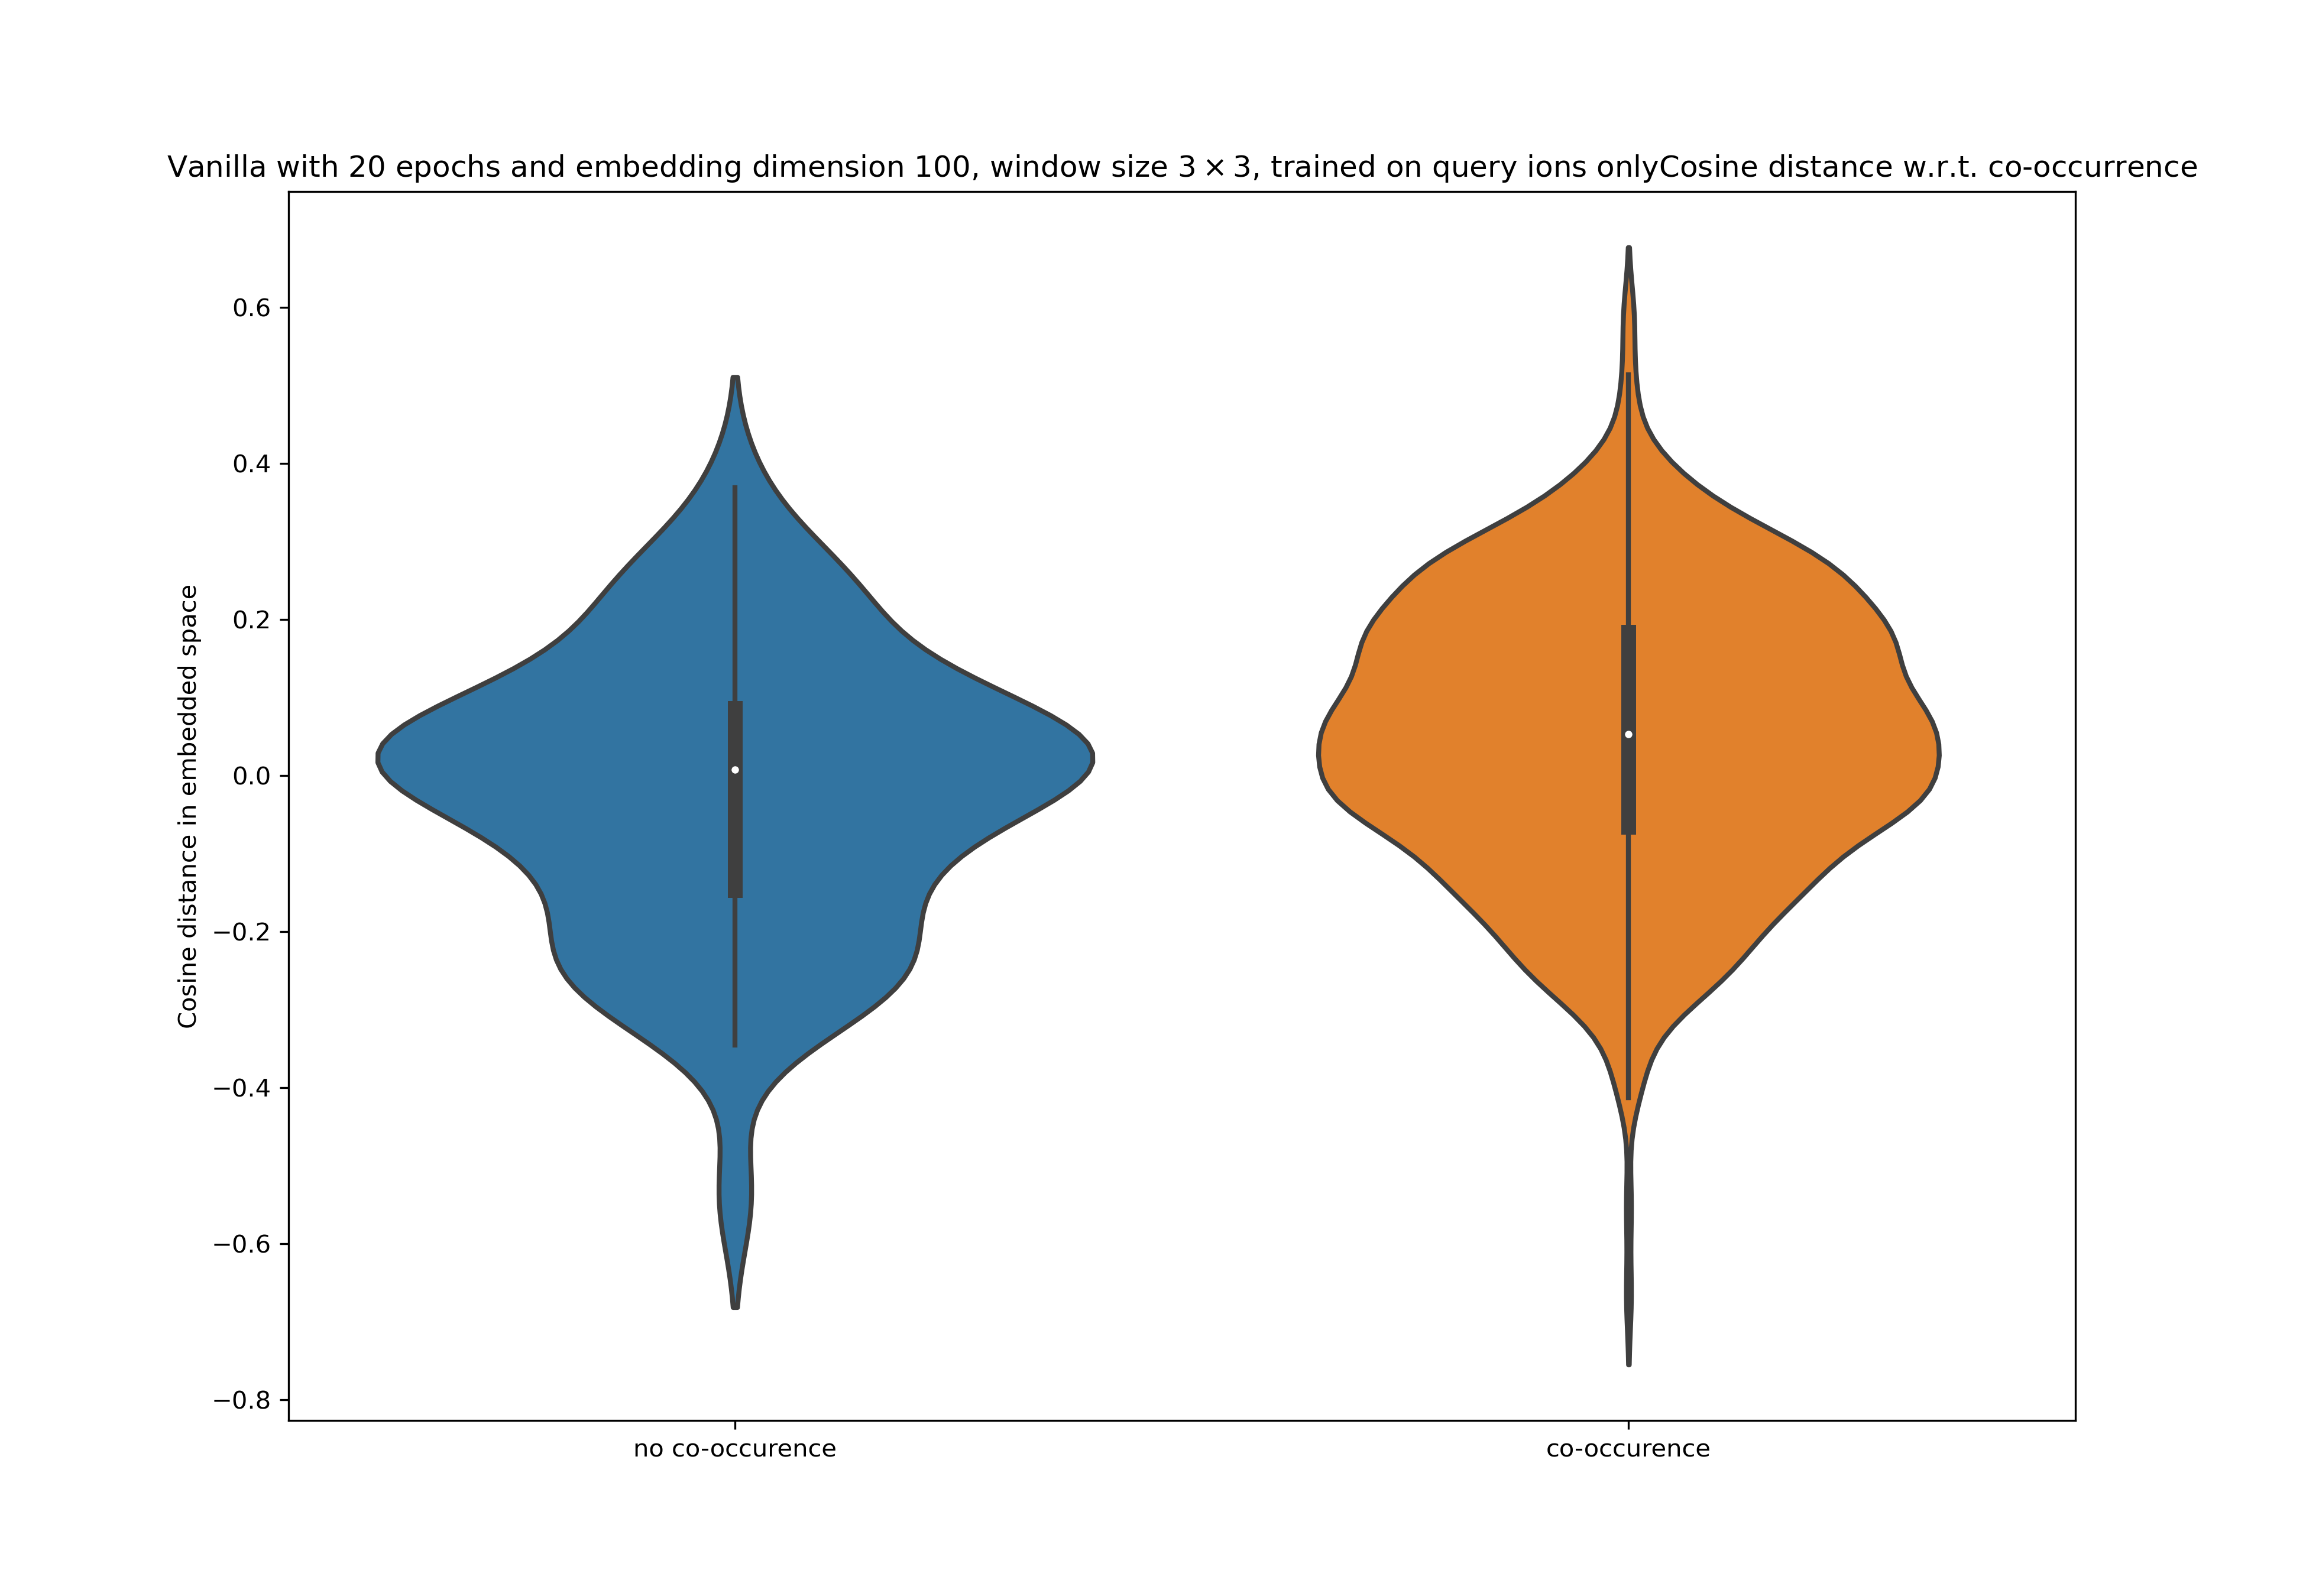 Vanilla with 20 epochs and embedding dimension 100, window size 3 × 3, trained on query ions onlyCosine distance w.r.t. co-occurrence
Cosine distance in embedded space
0.6
0.4
0.2
0.0
−0.2
−0.4
−0.6
−0.8
no co-occurence
co-occurence